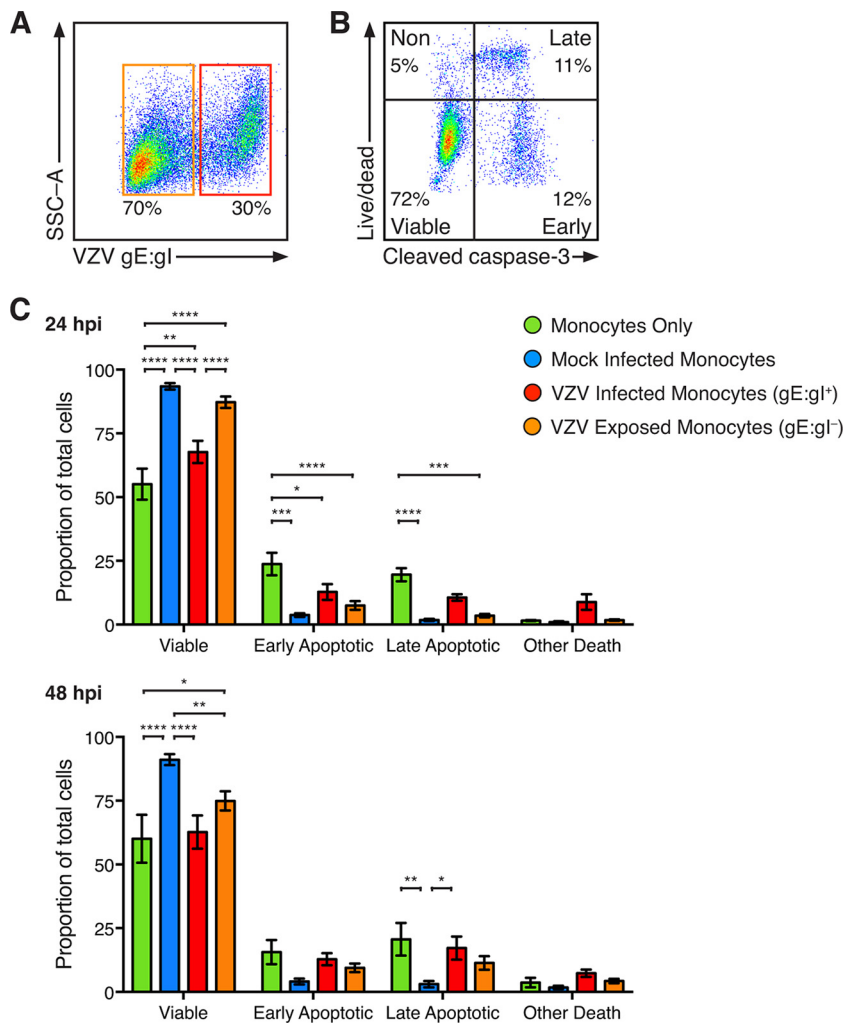 A
SSC–A
70%
30%
VZV gE:gI
B
Non
5%
Late
11%
Live/dead
72%
Viable
12%
Early
Cleaved caspase-3
C
24 hpi
Monocytes Only
Mock Infected Monocytes
VZV Infected Monocytes (gE:gI+)
VZV Exposed Monocytes (gE:gI–)
****
**
**** **** ****
Proportion of total cells
100
75
50
25
0
****
*
***
***
****
Viable
Early Apoptotic
Late Apoptotic
Other Death
48 hpi
*
**
**** ****
Proportion of total cells
100
75
50
25
0
** *
Viable
Early Apoptotic
Late Apoptotic
Other Death